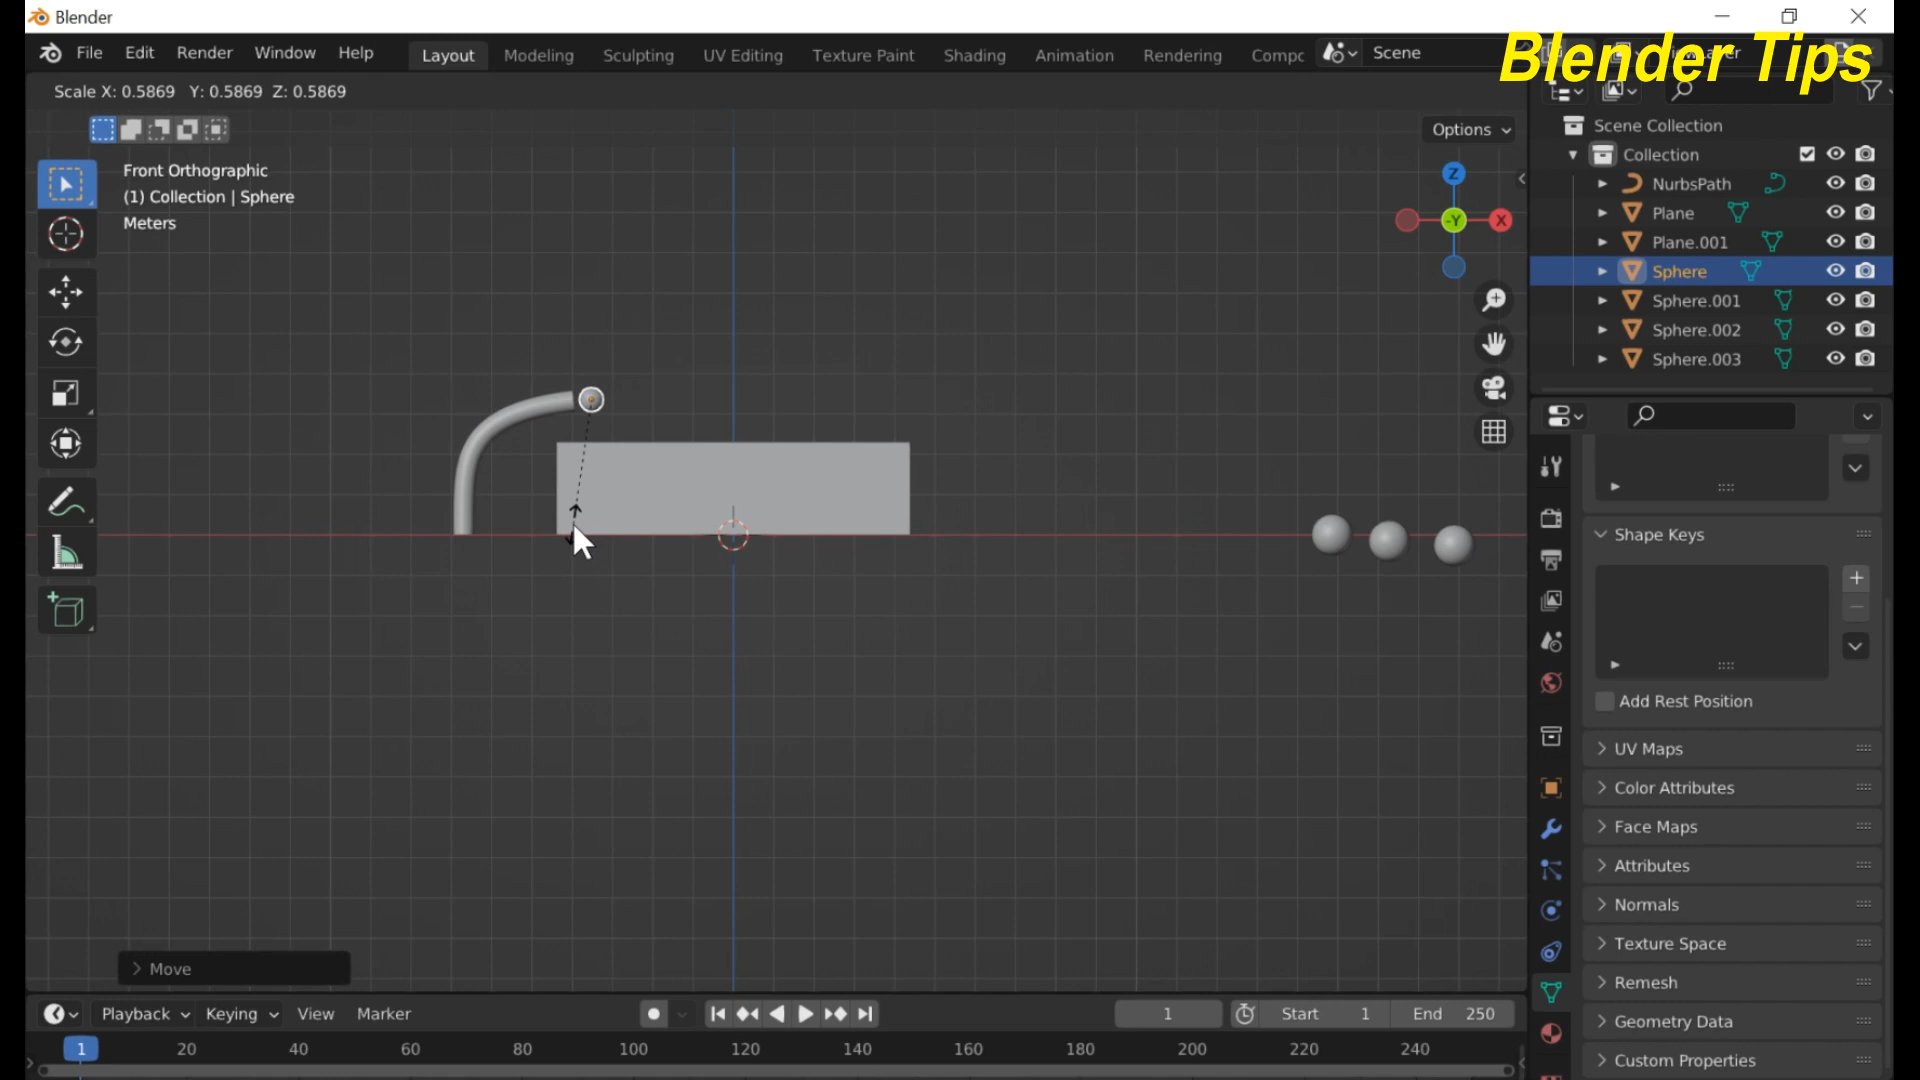 Blender
File Edit Render Window Help Layout Modeling Sculpting UV Editing Texture Paint Shading Animation Rendering Compc Scene
Blender Tips
Scale X: 0.5869 Y: 0.5869 Z: 0.5869
Options
Front Orthographic
(1) Collection | Sphere
Meters
Z
-Y
X
Scene Collection
Collection
NurbsPath
Plane
Plane.001
Sphere
Sphere.001
Sphere.002
Sphere.003
Shape Keys
Add Rest Position
UV Maps
Color Attributes
Face Maps
Attributes
Normals
Texture Space
Remesh
Geometry Data
Custom Properties
Move
Playback Keying View Marker 1 Start 1 End 250
1 20 40 60 80 100 120 140 160 180 200 220 240